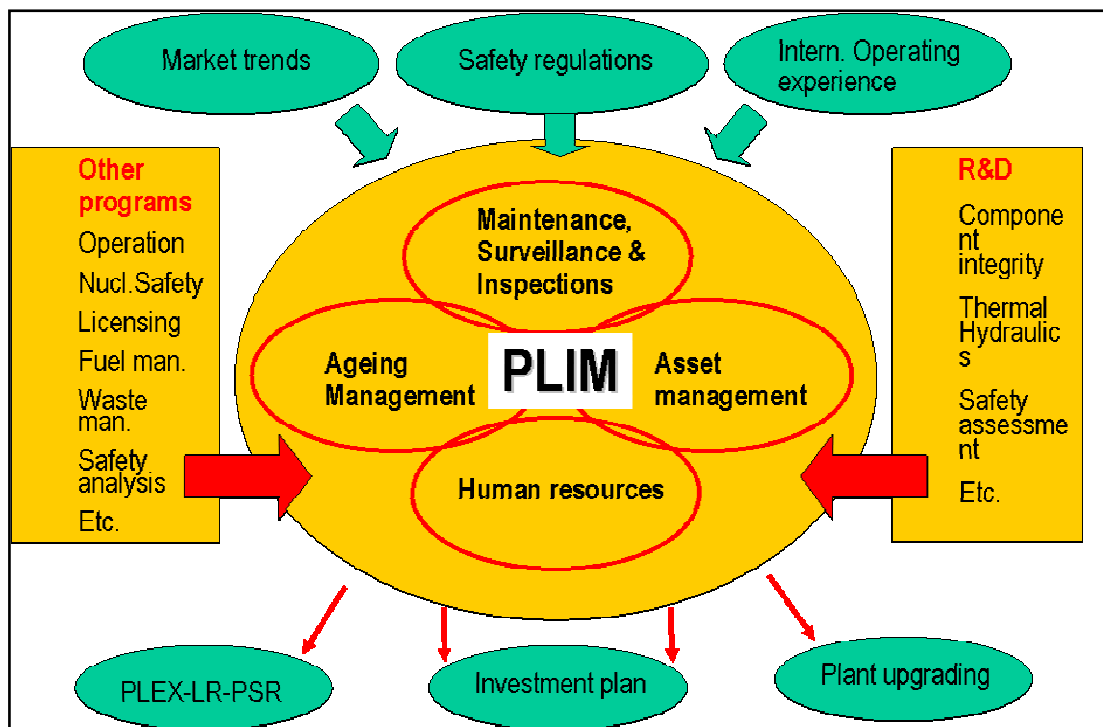 Market trends
Safety regulations
Intern. Operating
experience
Other
programs
Operation
Nucl.Safety
Licensing
Fuel man.
Waste
man.
Safety
analysis
Etc.
Maintenance,
Surveillance &
Inspections
Ageing
Management
PLIM
Asset
management
Human resources
R&D
Compone
nt
integrity
Thermal
Hydraulic
s
Safety
assessme
nt
Etc.
PLEX-LR-PSR
Investment plan
Plant upgrading